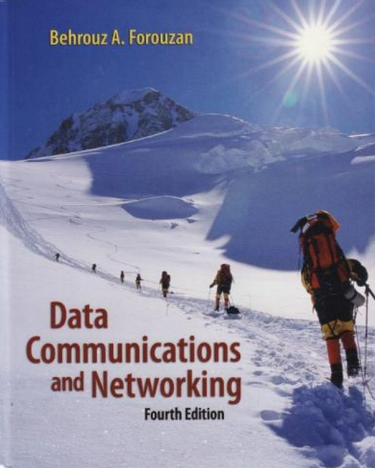 Behrouz A. Forouzan
Data
Communications
and Networking
Fourth Edition